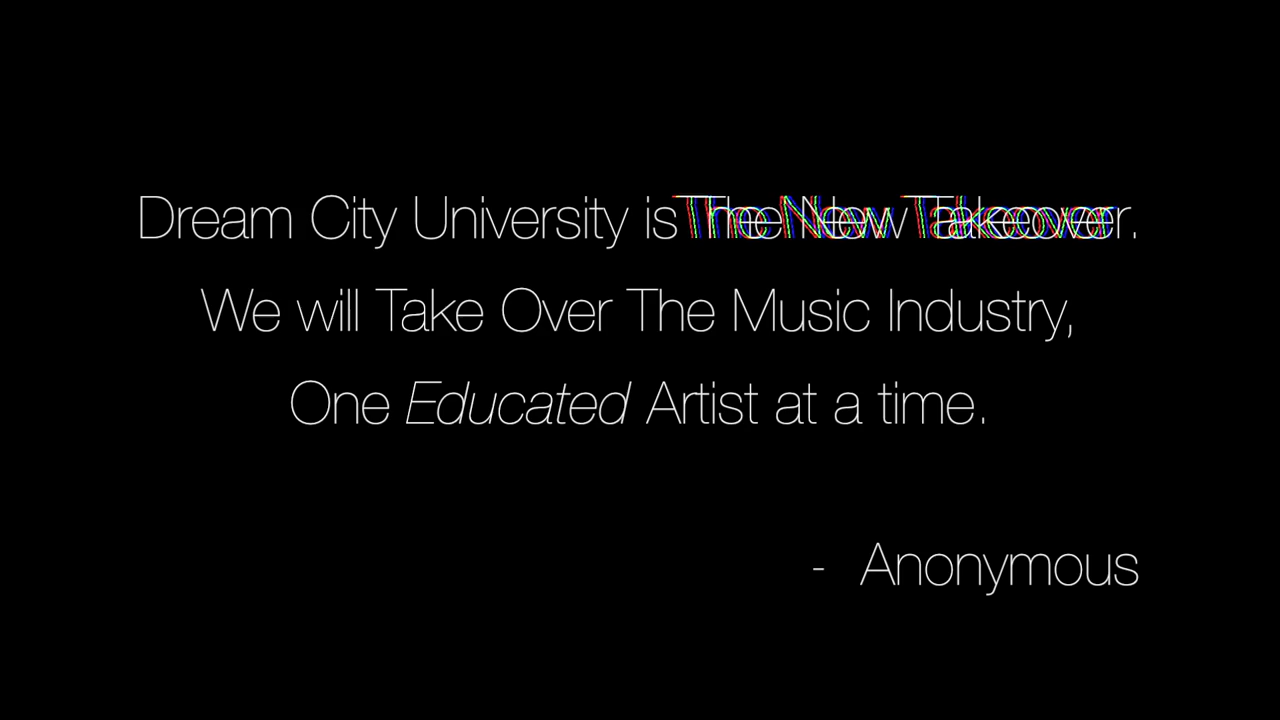 Dream City University is The New Takeover.
We will Take Over The Music Industry,
One Educated Artist at a time.
- Anonymous